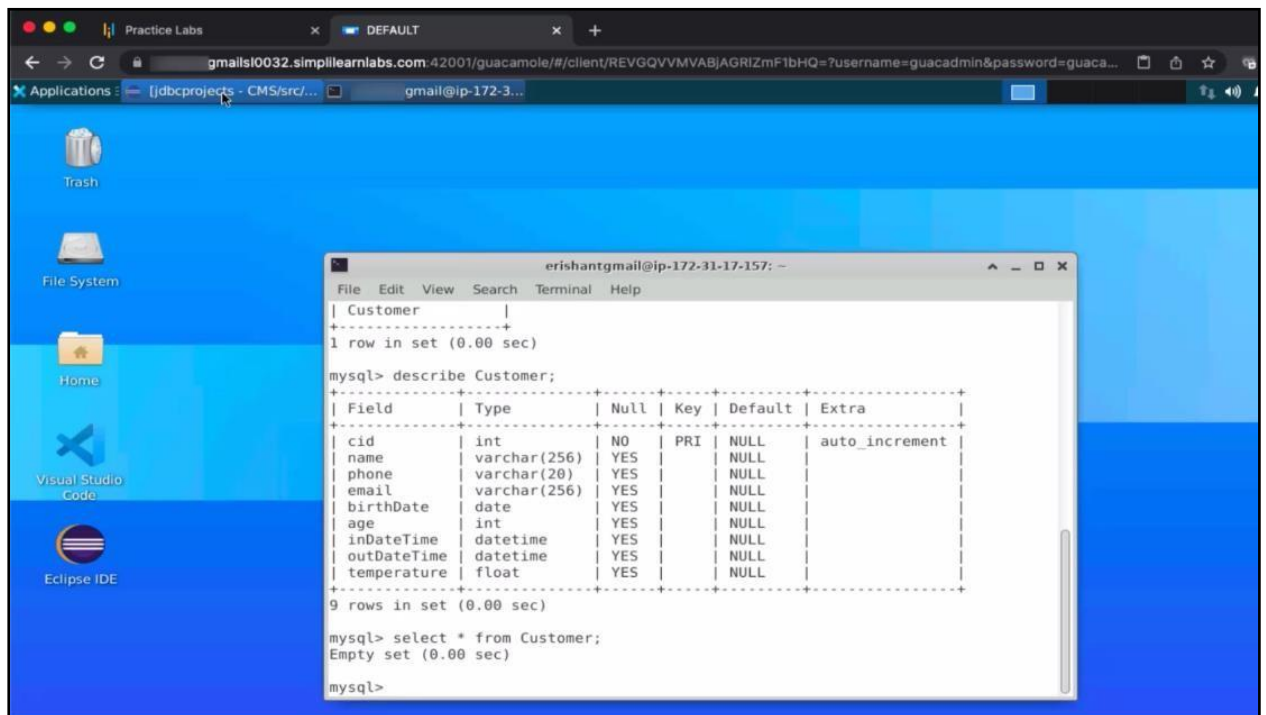 Practice Labs
DEFAULT
gmailsl0032.simplilearnlabs.com:42001/guacamole/#/client/REVGQVVMVABjAGRlZmF1bHQ=?username=guacadmin&password=guaca...
Applications
[jdbcprojects - CMS/src/...
gmail@ip-172-3...
Trash
File System
Home
Visual Studio
Code
Eclipse IDE
erishantgmail@ip-172-31-17-157: ~
File Edit View Search Terminal Help
| Customer |
+-------------------+
1 row in set (0.00 sec)
mysql> describe Customer;
+-------------+--------------+------+-----+---------+----------------+
| Field | Type | Null | Key | Default | Extra |
+-------------+--------------+------+-----+---------+----------------+
| cid | int | NO | PRI | NULL | auto_increment |
| name | varchar(256) | YES | | NULL | |
| phone | varchar(20) | YES | | NULL | |
| email | varchar(256) | YES | | NULL | |
| birthDate | date | YES | | NULL | |
| age | int | YES | | NULL | |
| inDateTime | datetime | YES | | NULL | |
| outDateTime | datetime | YES | | NULL | |
| temperature | float | YES | | NULL | |
+-------------+--------------+------+-----+---------+----------------+
9 rows in set (0.00 sec)
mysql> select * from Customer;
Empty set (0.00 sec)
mysql>